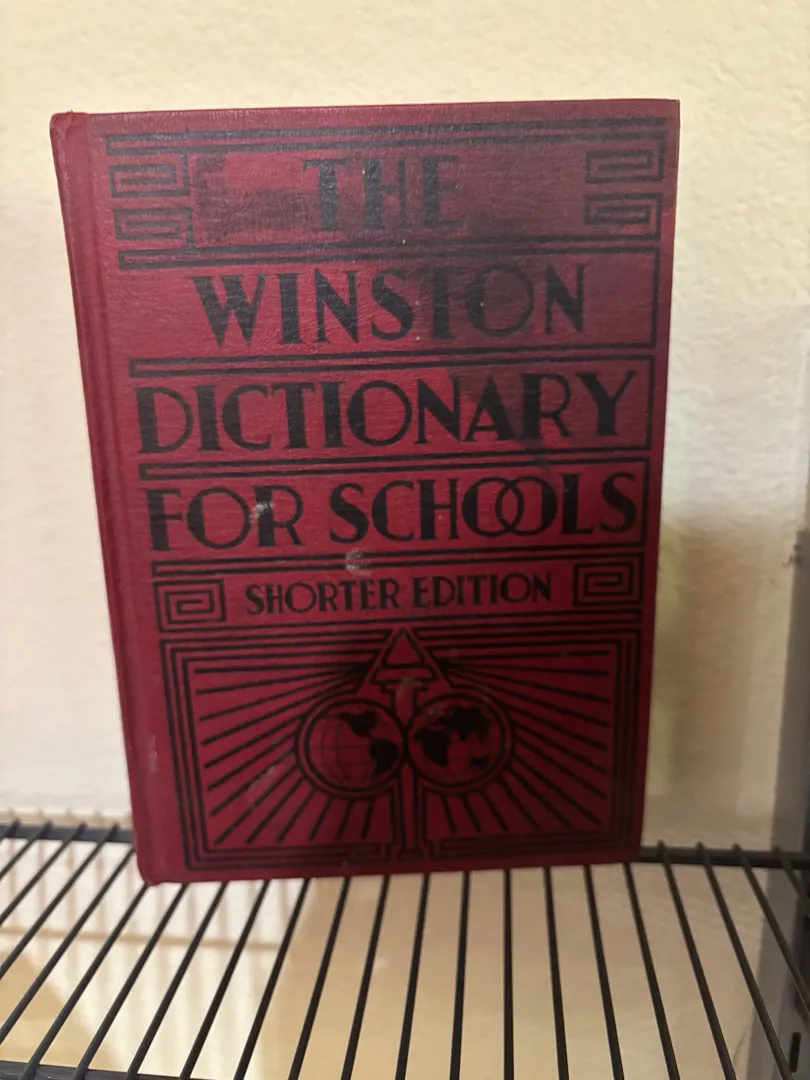 THE
WINSTON
DICTIONARY
FOR SCHOOLS
SHORTER EDITION